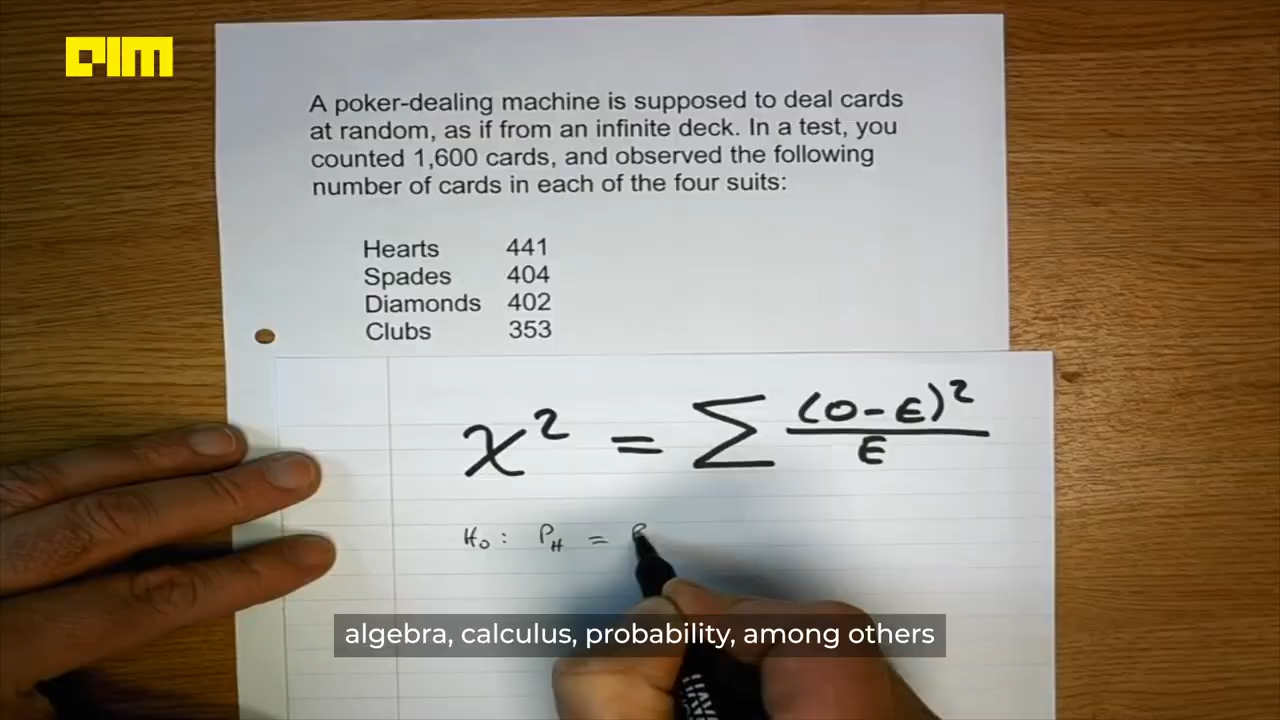 AIM
A poker-dealing machine is supposed to deal cards
at random, as if from an infinite deck. In a test, you
counted 1,600 cards, and observed the following
number of cards in each of the four suits:
Hearts 441
Spades 404
Diamonds 402
Clubs 353
χ² = Σ (O-E)² / E
H₀: P_H =
algebra, calculus, probability, among others